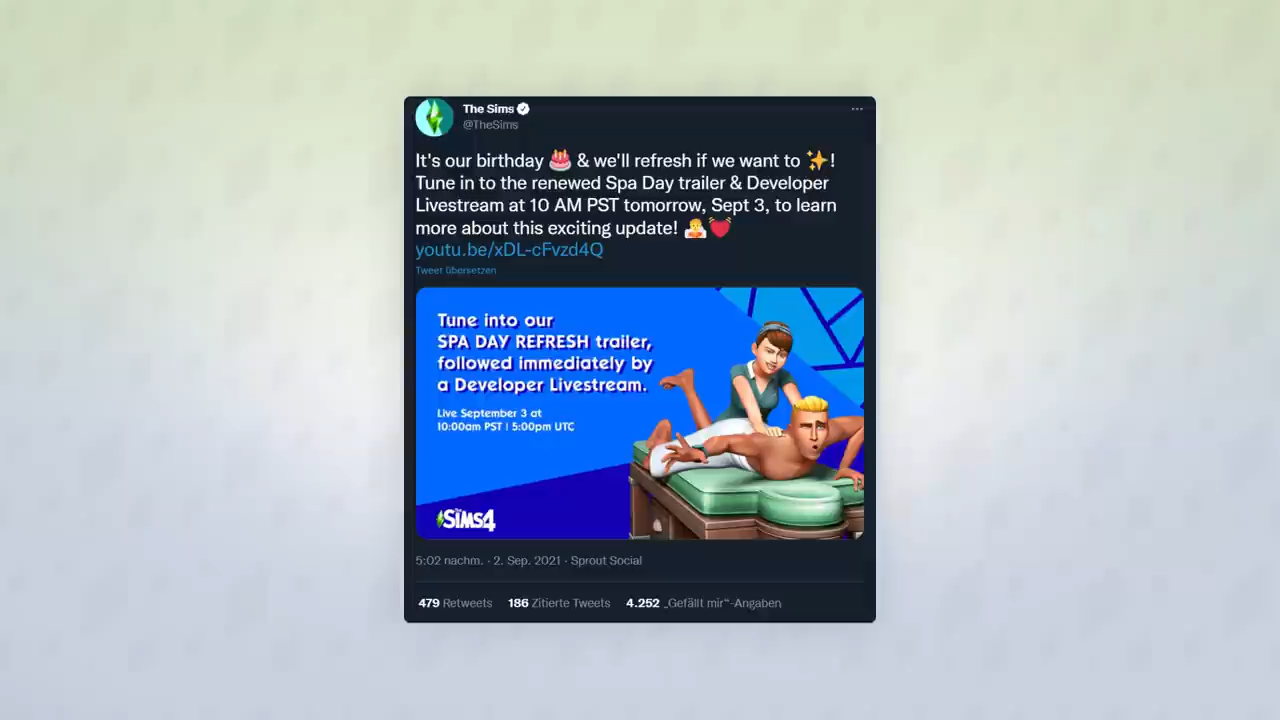 The Sims
@TheSims
It's our birthday 🎂 & we'll refresh if we want to ✨!
Tune in to the renewed Spa Day trailer & Developer
Livestream at 10 AM PST tomorrow, Sept 3, to learn
more about this exciting update! 💆💓
youtu.be/xDL-cFvzd4Q
Tweet übersetzen
Tune into our
SPA DAY REFRESH trailer,
followed immediately by
a Developer Livestream.
Live September 3 at
10:00am PST | 5:00pm UTC
The SIMS 4
5:02 nachm. · 2. Sep. 2021 · Sprout Social
479 Retweets 186 Zitierte Tweets 4.252 „Gefällt mir“-Angaben